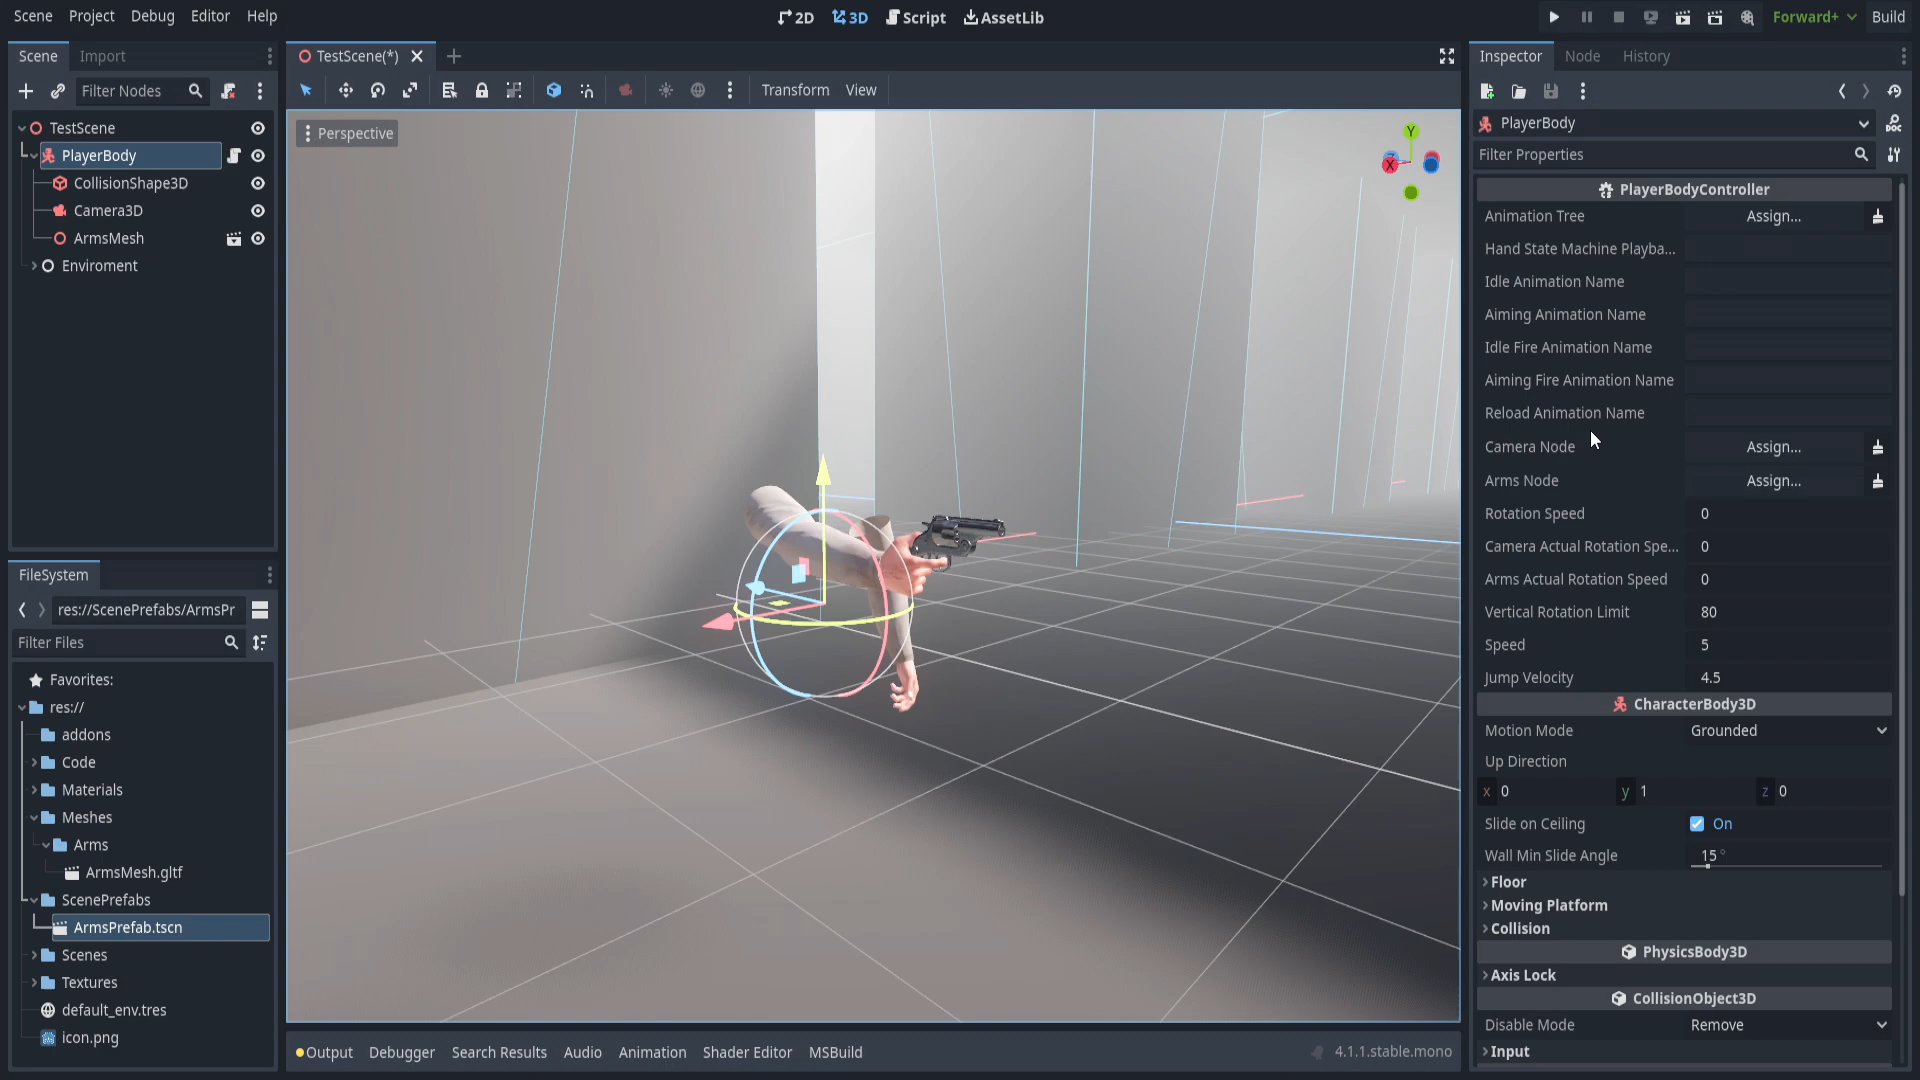 Scene Project Debug Editor Help
2D 3D Script AssetLib
Forward+ Build
Scene Import
Filter Nodes
TestScene
PlayerBody
CollisionShape3D
Camera3D
ArmsMesh
Enviroment
FileSystem
res://ScenePrefabs/ArmsPr
Filter Files
Favorites:
res://
addons
Code
Materials
Meshes
Arms
ArmsMesh.gltf
ScenePrefabs
ArmsPrefab.tscn
Scenes
Textures
default_env.tres
icon.png
TestScene(*)
Transform View
Perspective
Y
X
Z
Output Debugger Search Results Audio Animation Shader Editor MSBuild
4.1.1.stable.mono
Inspector Node History
PlayerBody
Filter Properties
PlayerBodyController
Animation Tree Assign...
Hand State Machine Playba...
Idle Animation Name
Aiming Animation Name
Idle Fire Animation Name
Aiming Fire Animation Name
Reload Animation Name
Camera Node Assign...
Arms Node Assign...
Rotation Speed 0
Camera Actual Rotation Spe... 0
Arms Actual Rotation Speed 0
Vertical Rotation Limit 80
Speed 5
Jump Velocity 4.5
CharacterBody3D
Motion Mode Grounded
Up Direction
x 0 y 1 z 0
Slide on Ceiling On
Wall Min Slide Angle 15 °
Floor
Moving Platform
Collision
PhysicsBody3D
Axis Lock
CollisionObject3D
Disable Mode Remove
Input